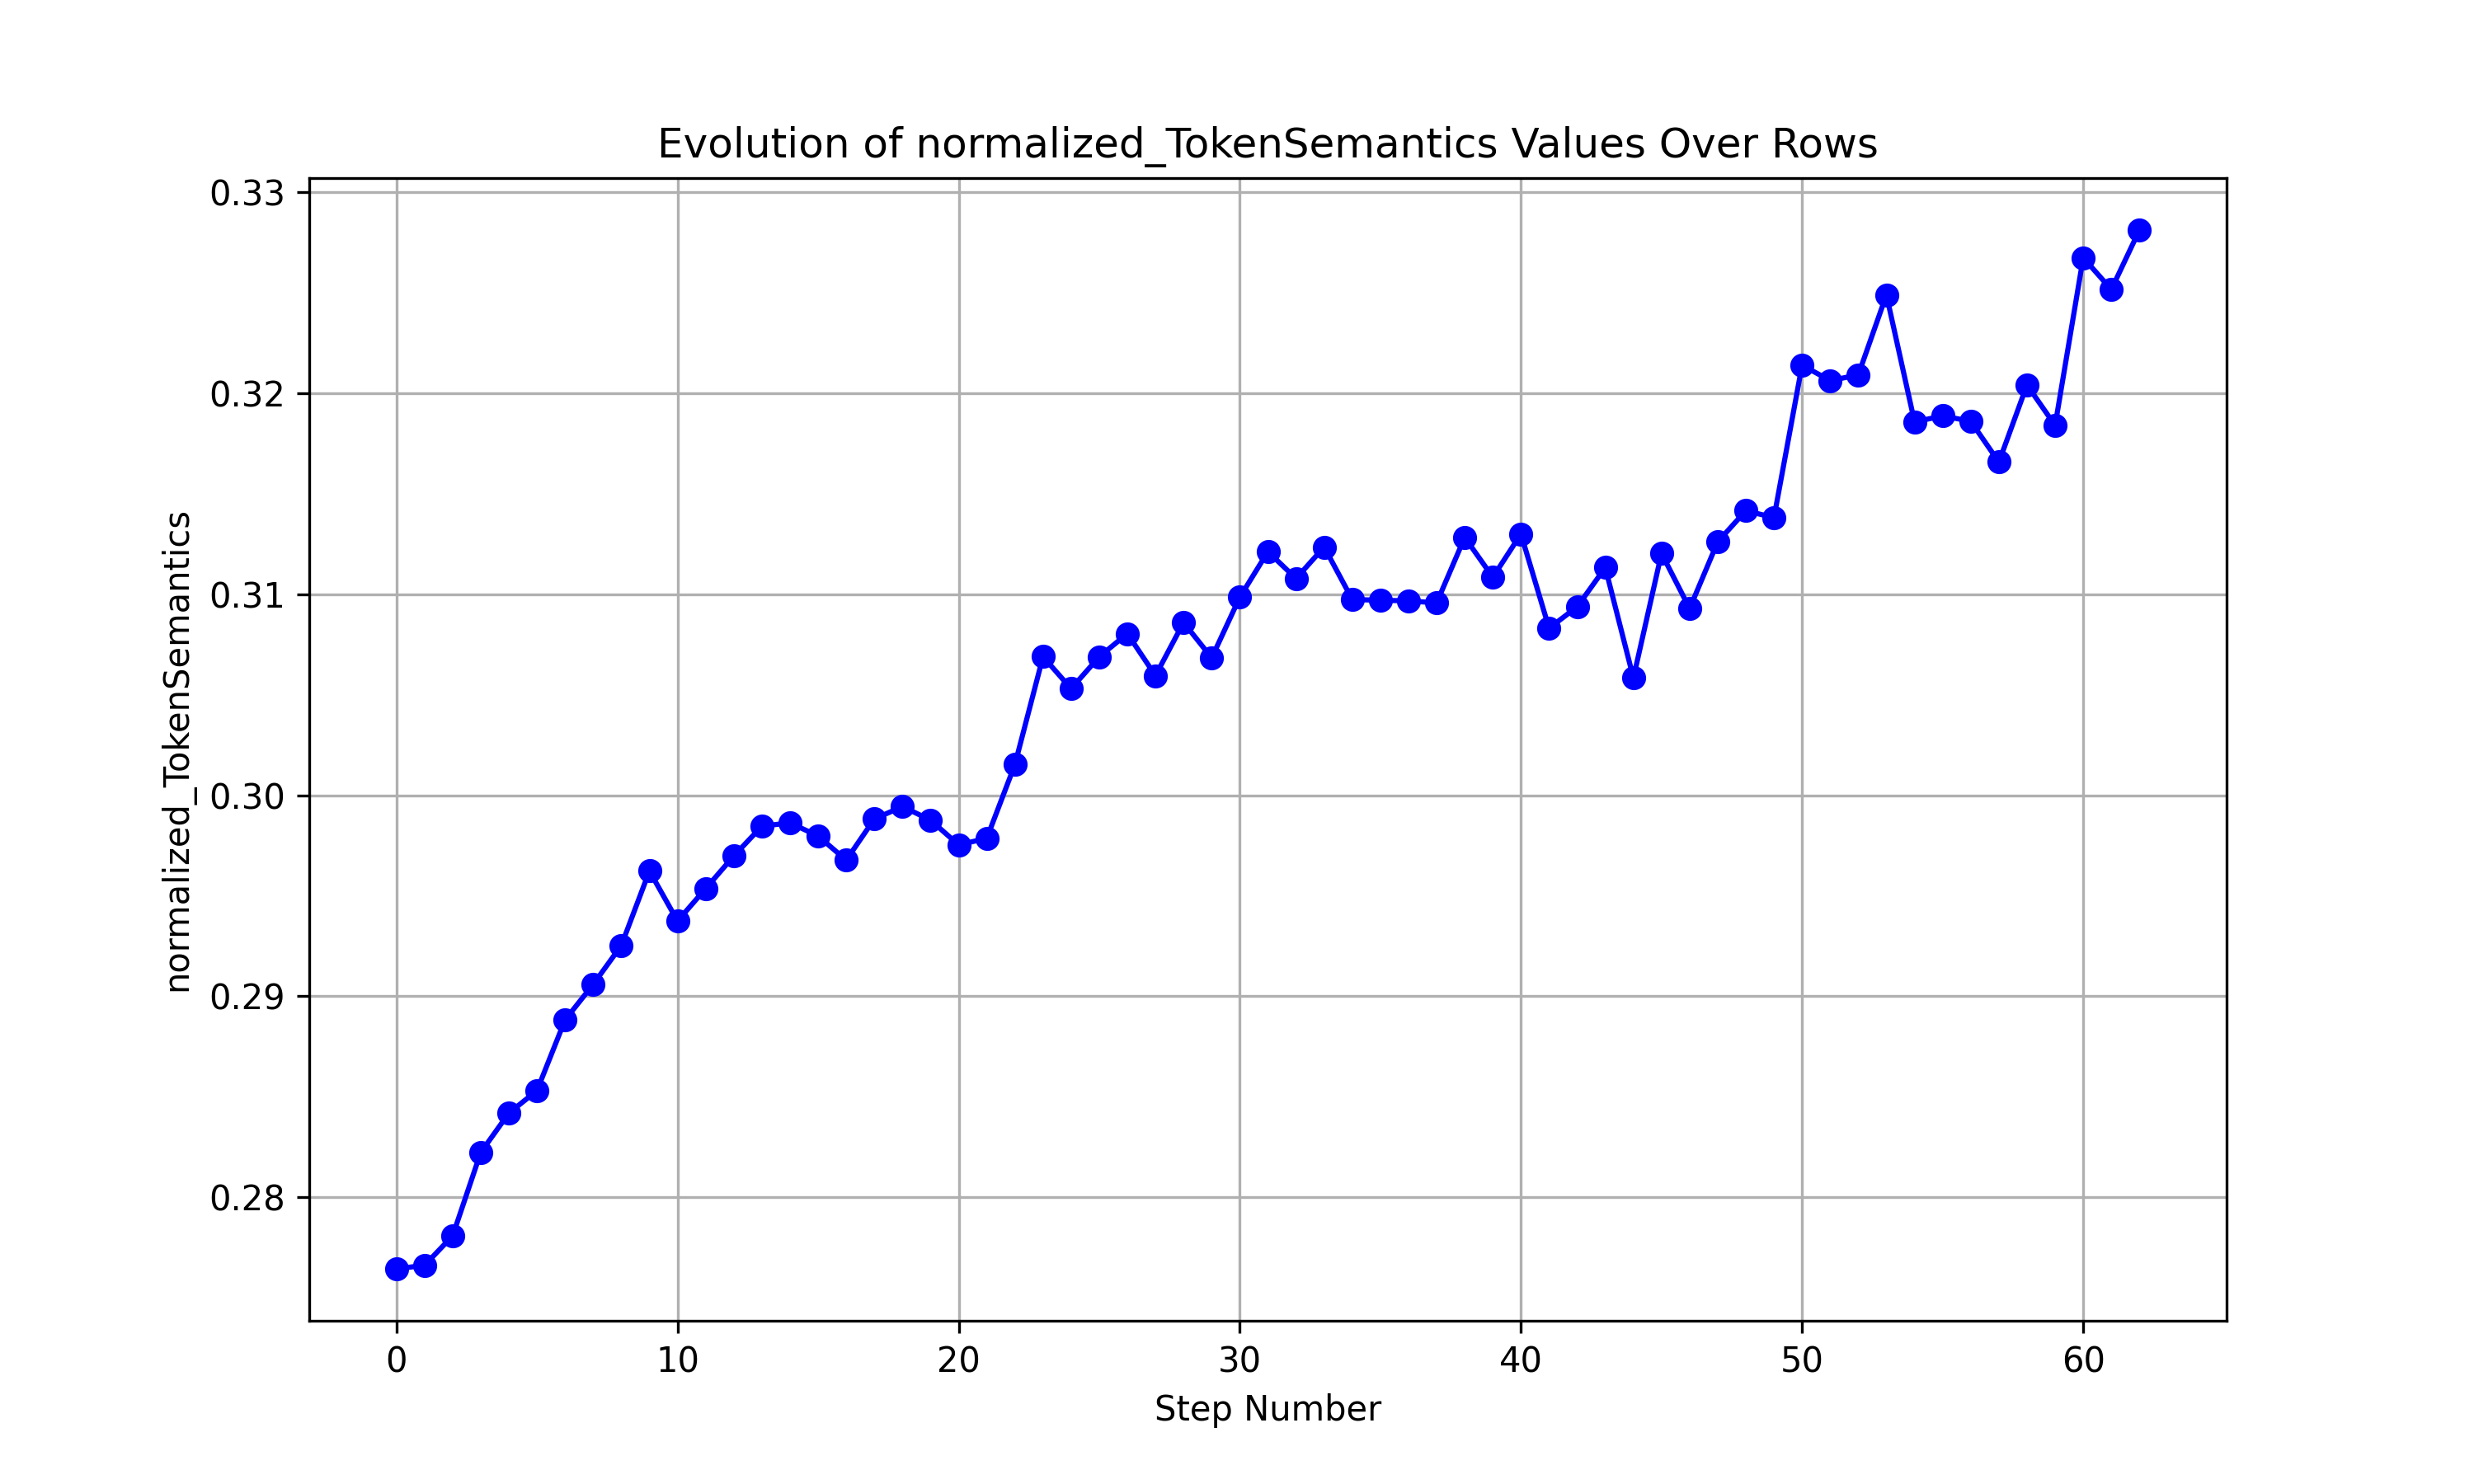 Evolution of normalized_TokenSemantics Values Over Rows
normalized_TokenSemantics
0.33
0.32
0.31
0.30
0.29
0.28
0 10 20 30 40 50 60
Step Number